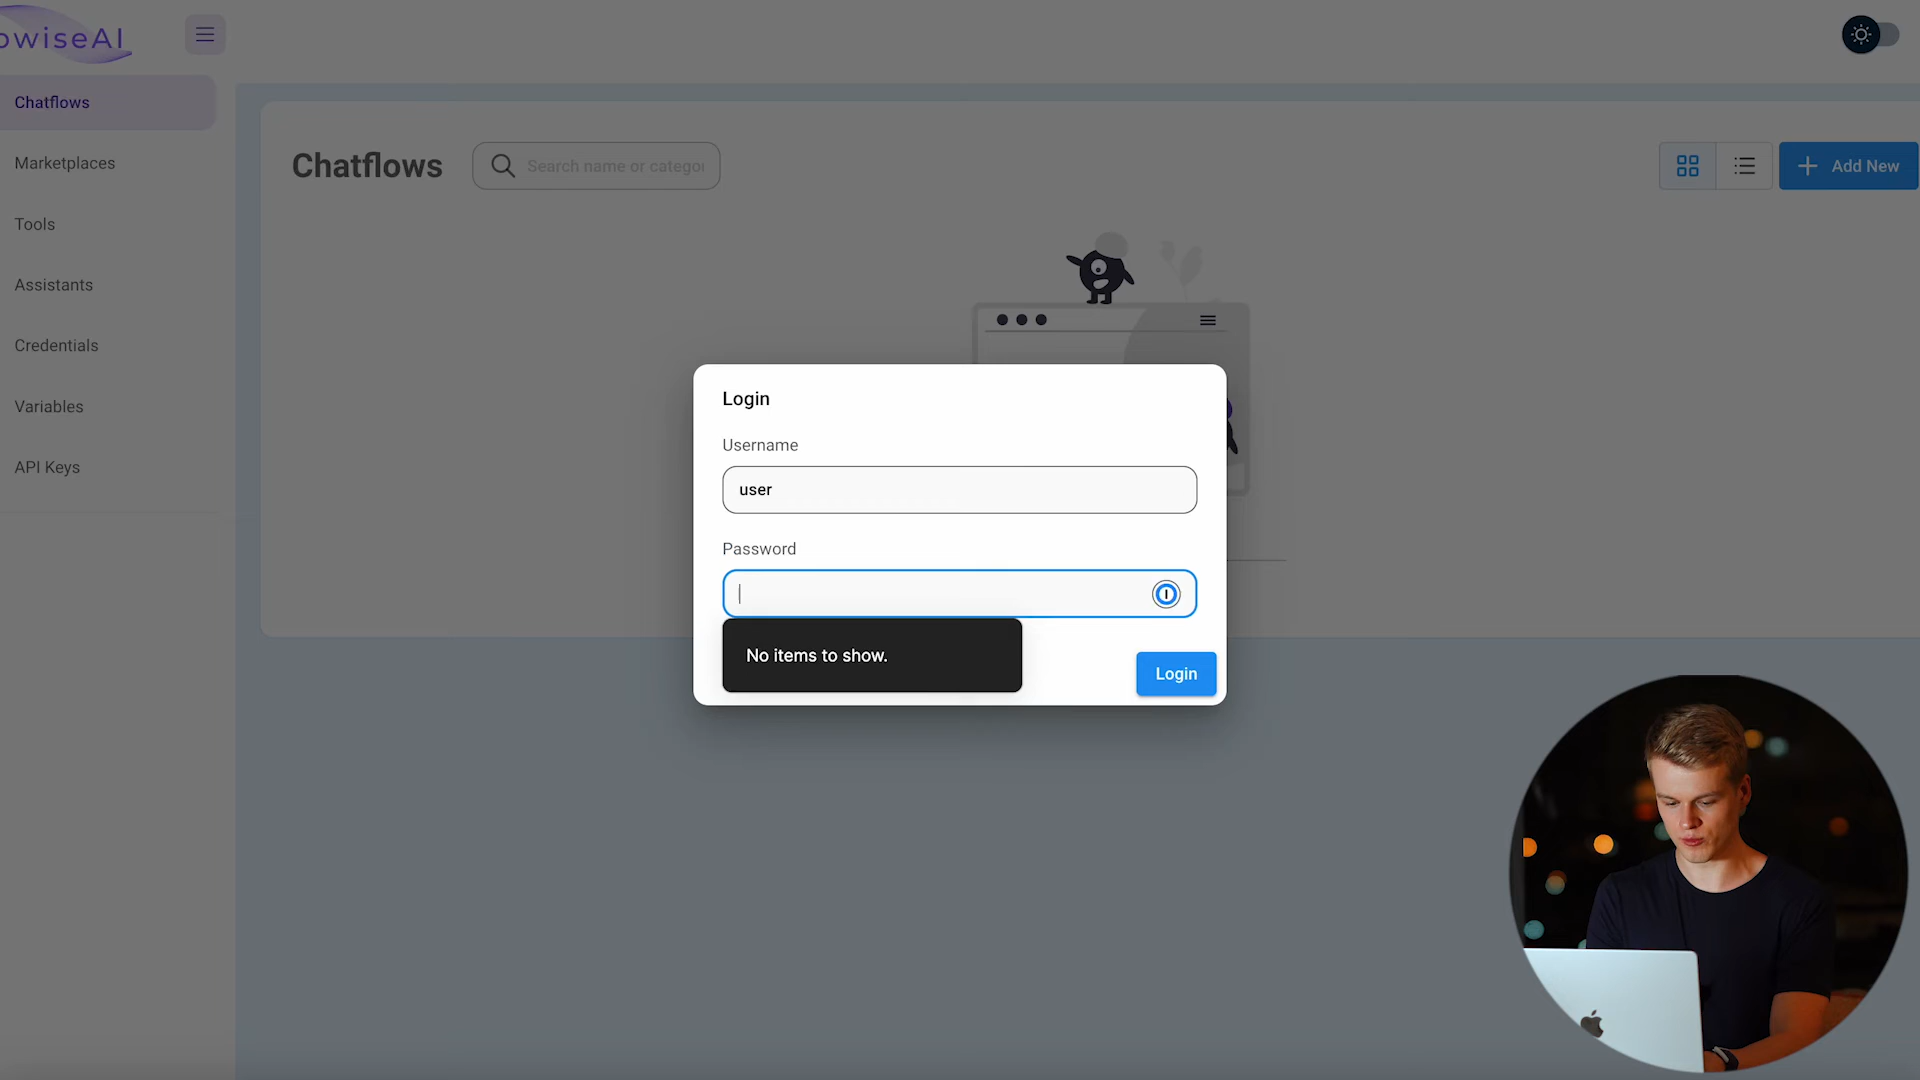 owiseAI
Chatflows
Marketplaces
Tools
Assistants
Credentials
Variables
API Keys
Chatflows
Search name or categor
Add New
Login
Username
user
Password
No items to show.
Login